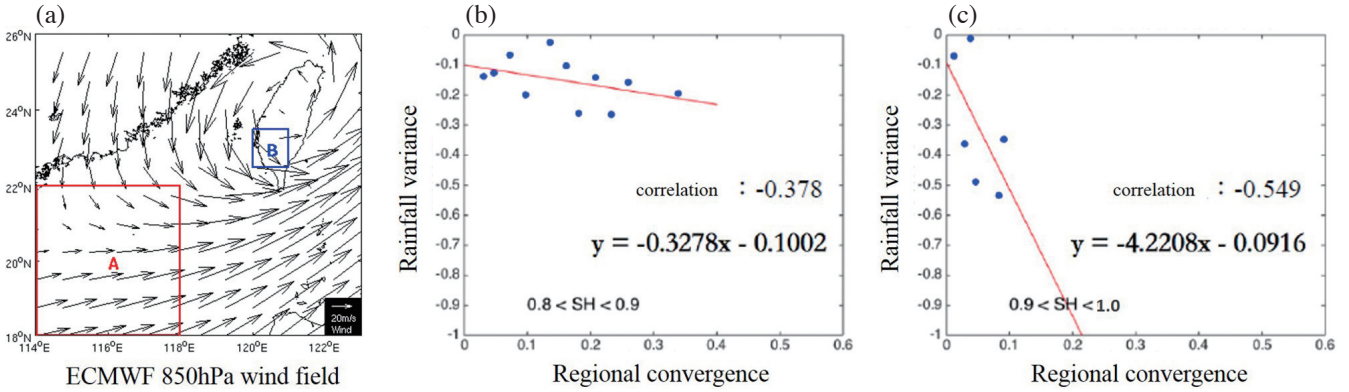 (a)
26°N
24°N
22°N
20°N
18°N
114°E
116°E
118°E
120°E
122°E
A
B
20m/s
Wind
ECMWF 850hPa wind field
(b)
Rainfall variance
0
-0.1
-0.2
-0.3
-0.4
-0.5
-0.6
-0.7
-0.8
-0.9
-1
correlation : -0.378
y = -0.3278x - 0.1002
0.8 < SH < 0.9
0 0.1 0.2 0.3 0.4 0.5 0.6
Regional convergence
(c)
Rainfall variance
0
-0.1
-0.2
-0.3
-0.4
-0.5
-0.6
-0.7
-0.8
-0.9
-1
correlation : -0.549
y = -4.2208x - 0.0916
0.9 < SH < 1.0
0 0.1 0.2 0.3 0.4 0.5 0.6
Regional convergence